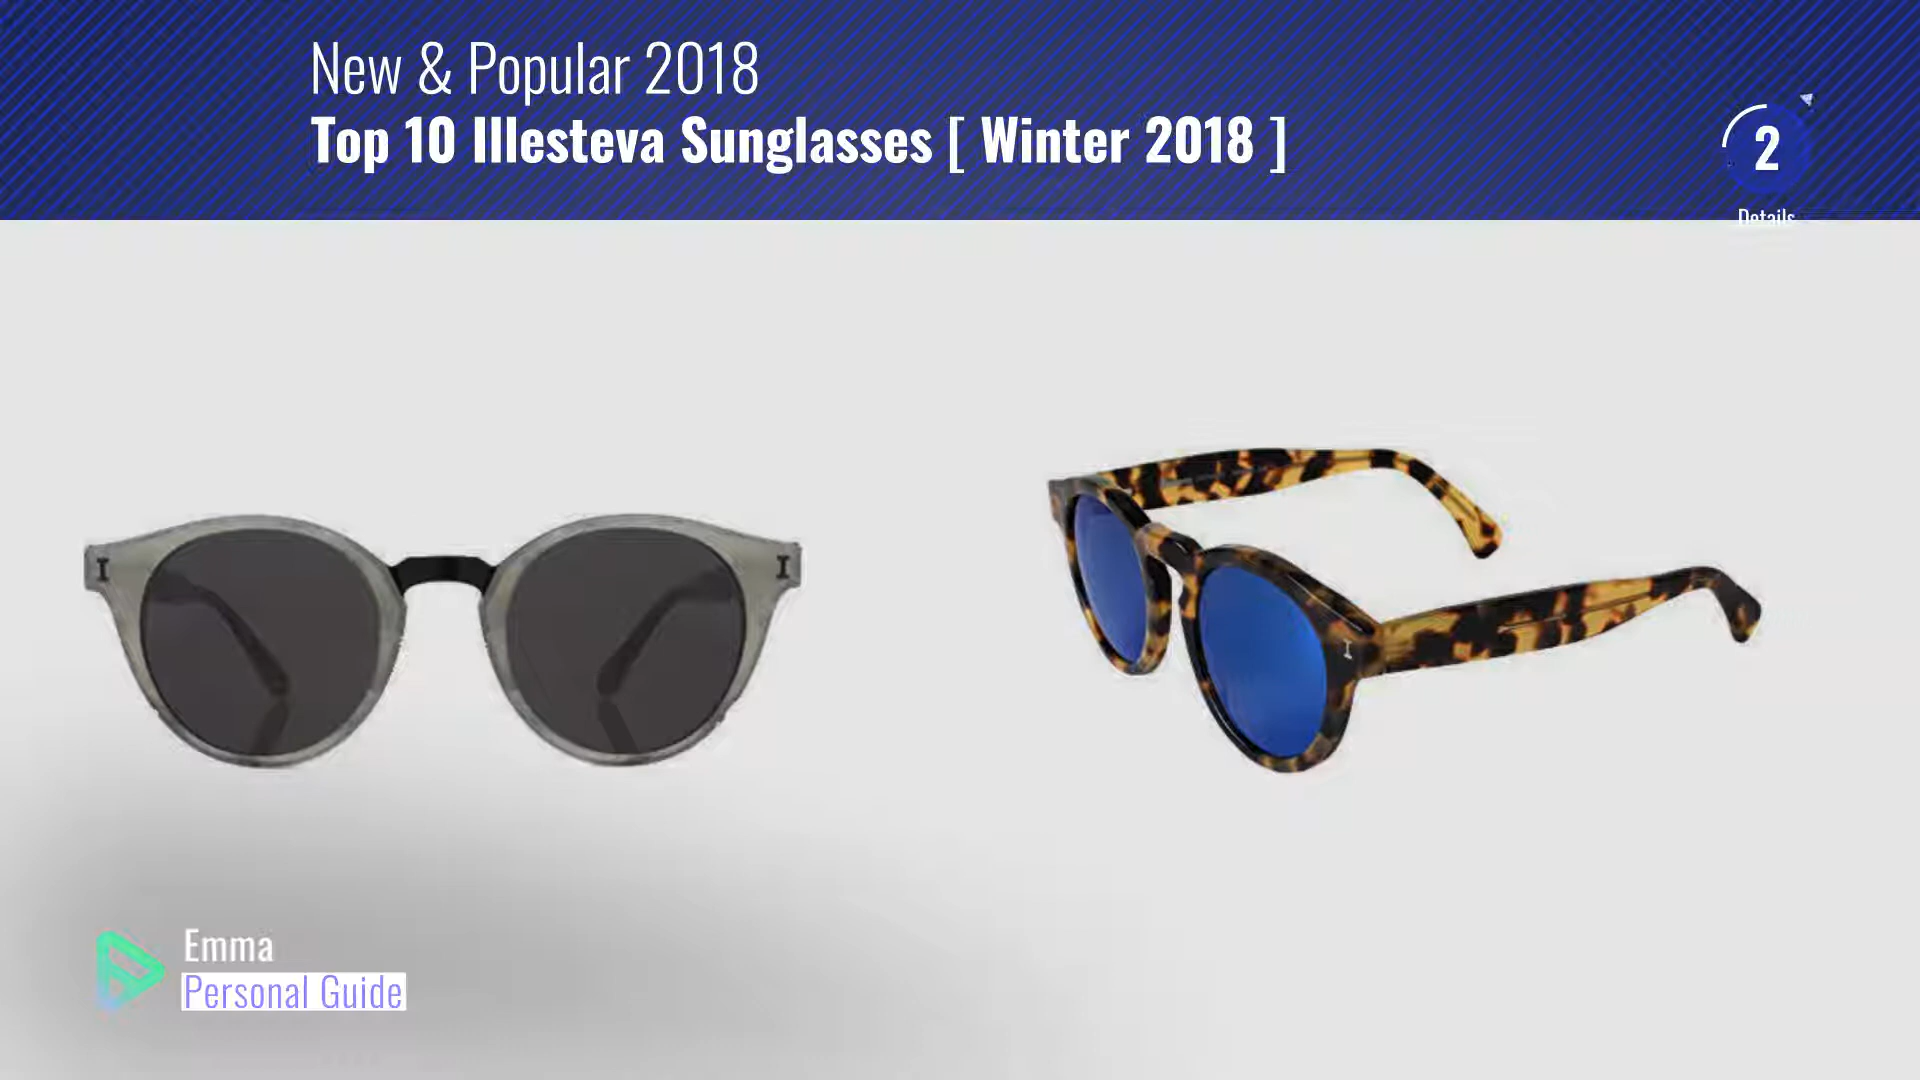 New & Popular 2018
Top 10 Illesteva Sunglasses [ Winter 2018 ]
2
Details
Emma
Personal Guide